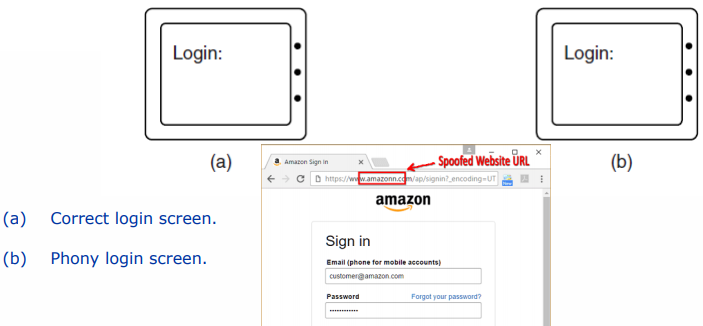 Login:
Login:
(a)
(b)
Spoofed Website URL
a Amazon Sign In
https://www.amazonn.com/ap/signin?_encoding=UT
amazon
(a) Correct login screen.
(b) Phony login screen.
Sign in
Email (phone for mobile accounts)
customer@amazon.com
Password Forgot your password?